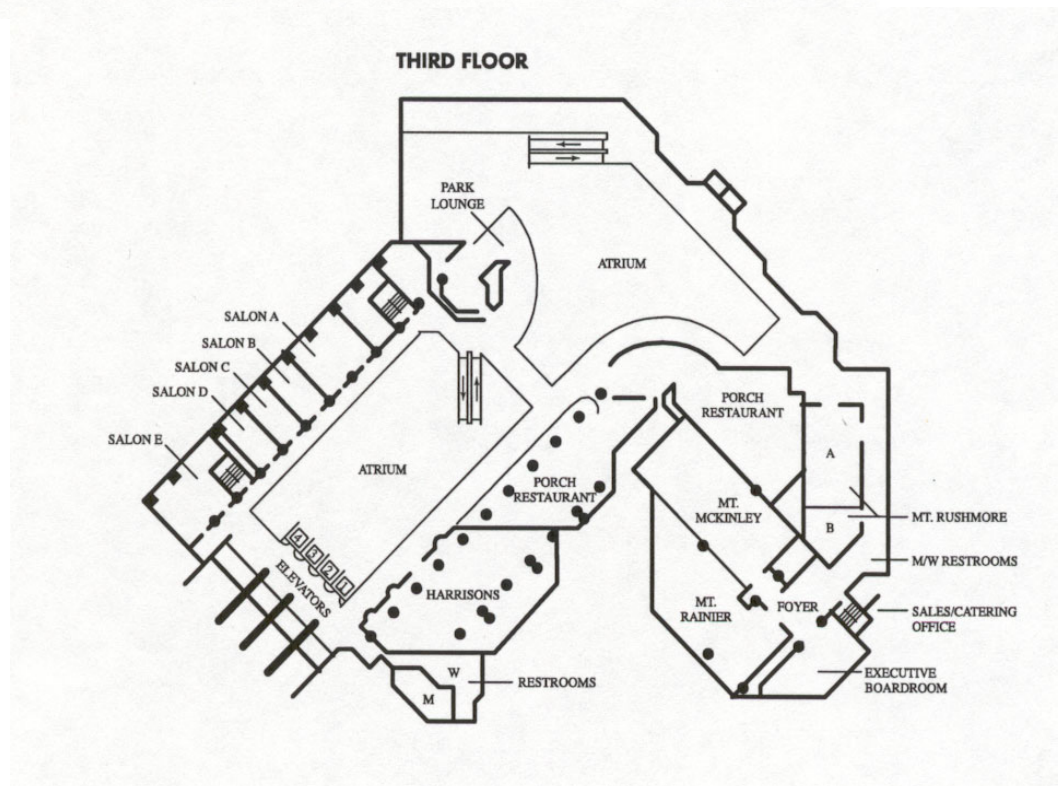 THIRD FLOOR
PARK
LOUNGE
ATRIUM
SALON A
SALON B
SALON C
SALON D
SALON E
ATRIUM
PORCH
RESTAURANT
PORCH
RESTAURANT
A
B
MT. RUSHMORE
MT.
MCKINLEY
M/W RESTROOMS
4
3
2
1
ELEVATORS
HARRISONS
MT.
RAINIER
FOYER
SALES/CATERING
OFFICE
W
M
RESTROOMS
EXECUTIVE
BOARDROOM